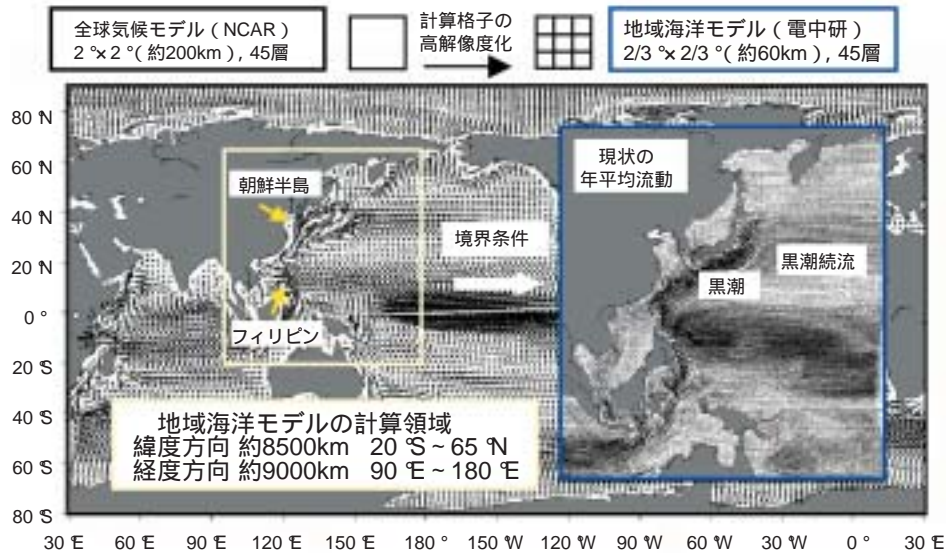 全球気候モデル（NCAR）
2 °× 2 °( 約200km ) , 45層
計算格子の
高解像度化
地域海洋モデル（電中研）
2/3 °× 2/3 °( 約60km ) , 45層
80 °N
60 °N
40 °N
20 °N
0 °
20 °S
40 °S
60 °S
80 °S
朝鮮半島
フィリピン
境界条件
現状の
年平均流動
黒潮続流
黒潮
地域海洋モデルの計算領域
緯度方向 約8500km 20 °S ~ 65 °N
経度方向 約9000km 90 °E ~ 180 °E
30 °E 60 °E 90 °E 120 °E 150 °E 180 ° 150 °W 120 °W 90 °W 60 °W 30 °W 0 ° 30 °E